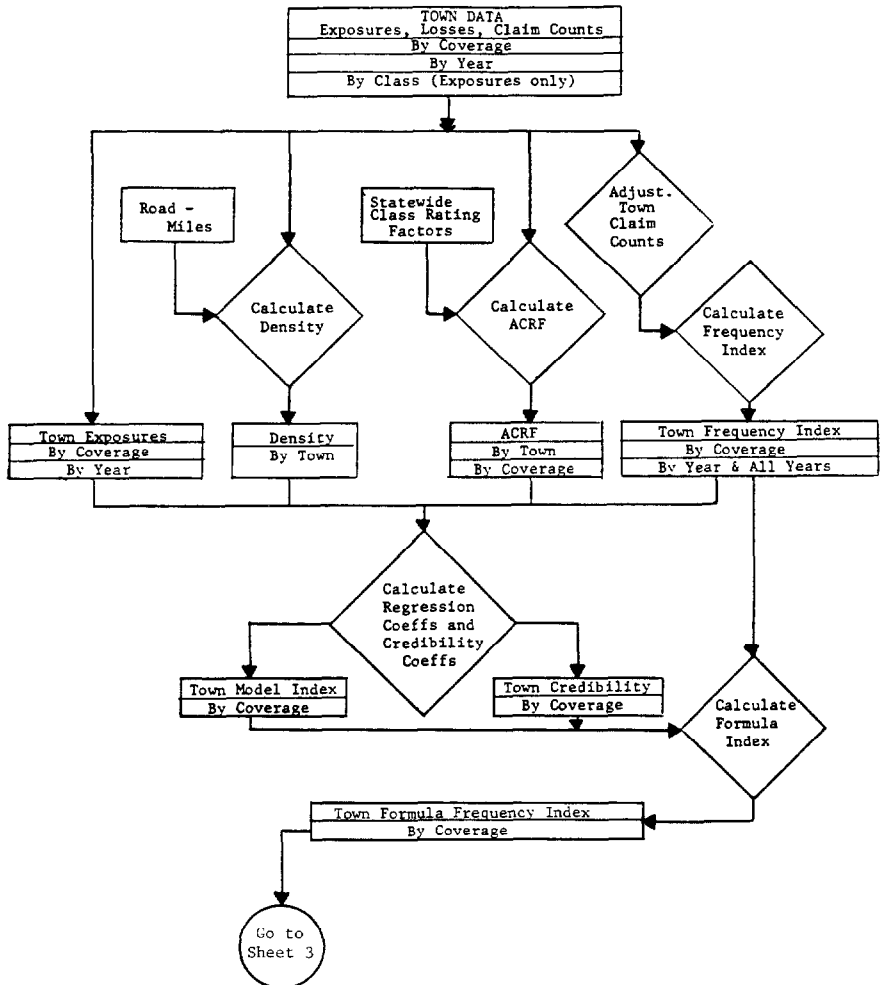 TOWN DATA
Exposures, Losses, Claim Counts
By Coverage
By Year
By Class (Exposures only)
Road -
Miles
Statewide
Class Rating
Factors
Adjust.
Town
Claim
Counts
Calculate
Density
Calculate
ACRF
Calculate
Frequency
Index
Town Exposures
By Coverage
By Year
Density
By Town
ACRF
By Town
By Coverage
Town Frequency Index
By Coverage
By Year & All Years
Calculate
Regression
Coeffs and
Credibility
Coeffs
Town Model Index
By Coverage
Town Credibility
By Coverage
Calculate
Formula
Index
Town Formula Frequency Index
By Coverage
Go to
Sheet 3